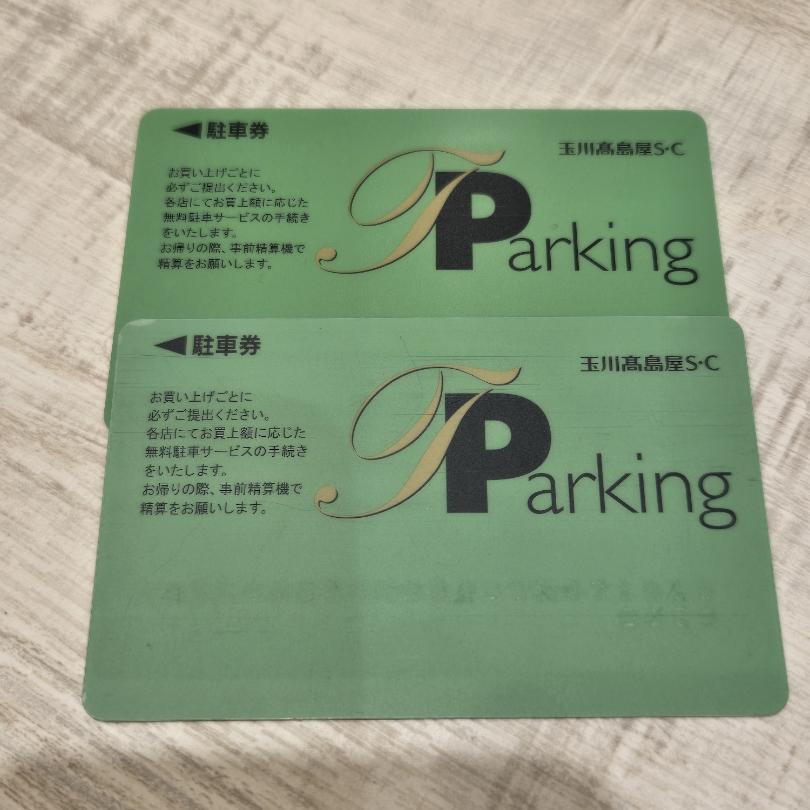 ◀駐車券
玉川髙島屋S・C
お買い上げごとに
必ずご提出ください。
各店にてお買上額に応じた
無料駐車サービスの手続き
をいたします。
お帰りの際、事前精算機で
精算をお願いします。
TParking
◀駐車券
玉川髙島屋S・C
お買い上げごとに
必ずご提出ください。
各店にてお買上額に応じた
無料駐車サービスの手続き
をいたします。
お帰りの際、事前精算機で
精算をお願いします。
TParking